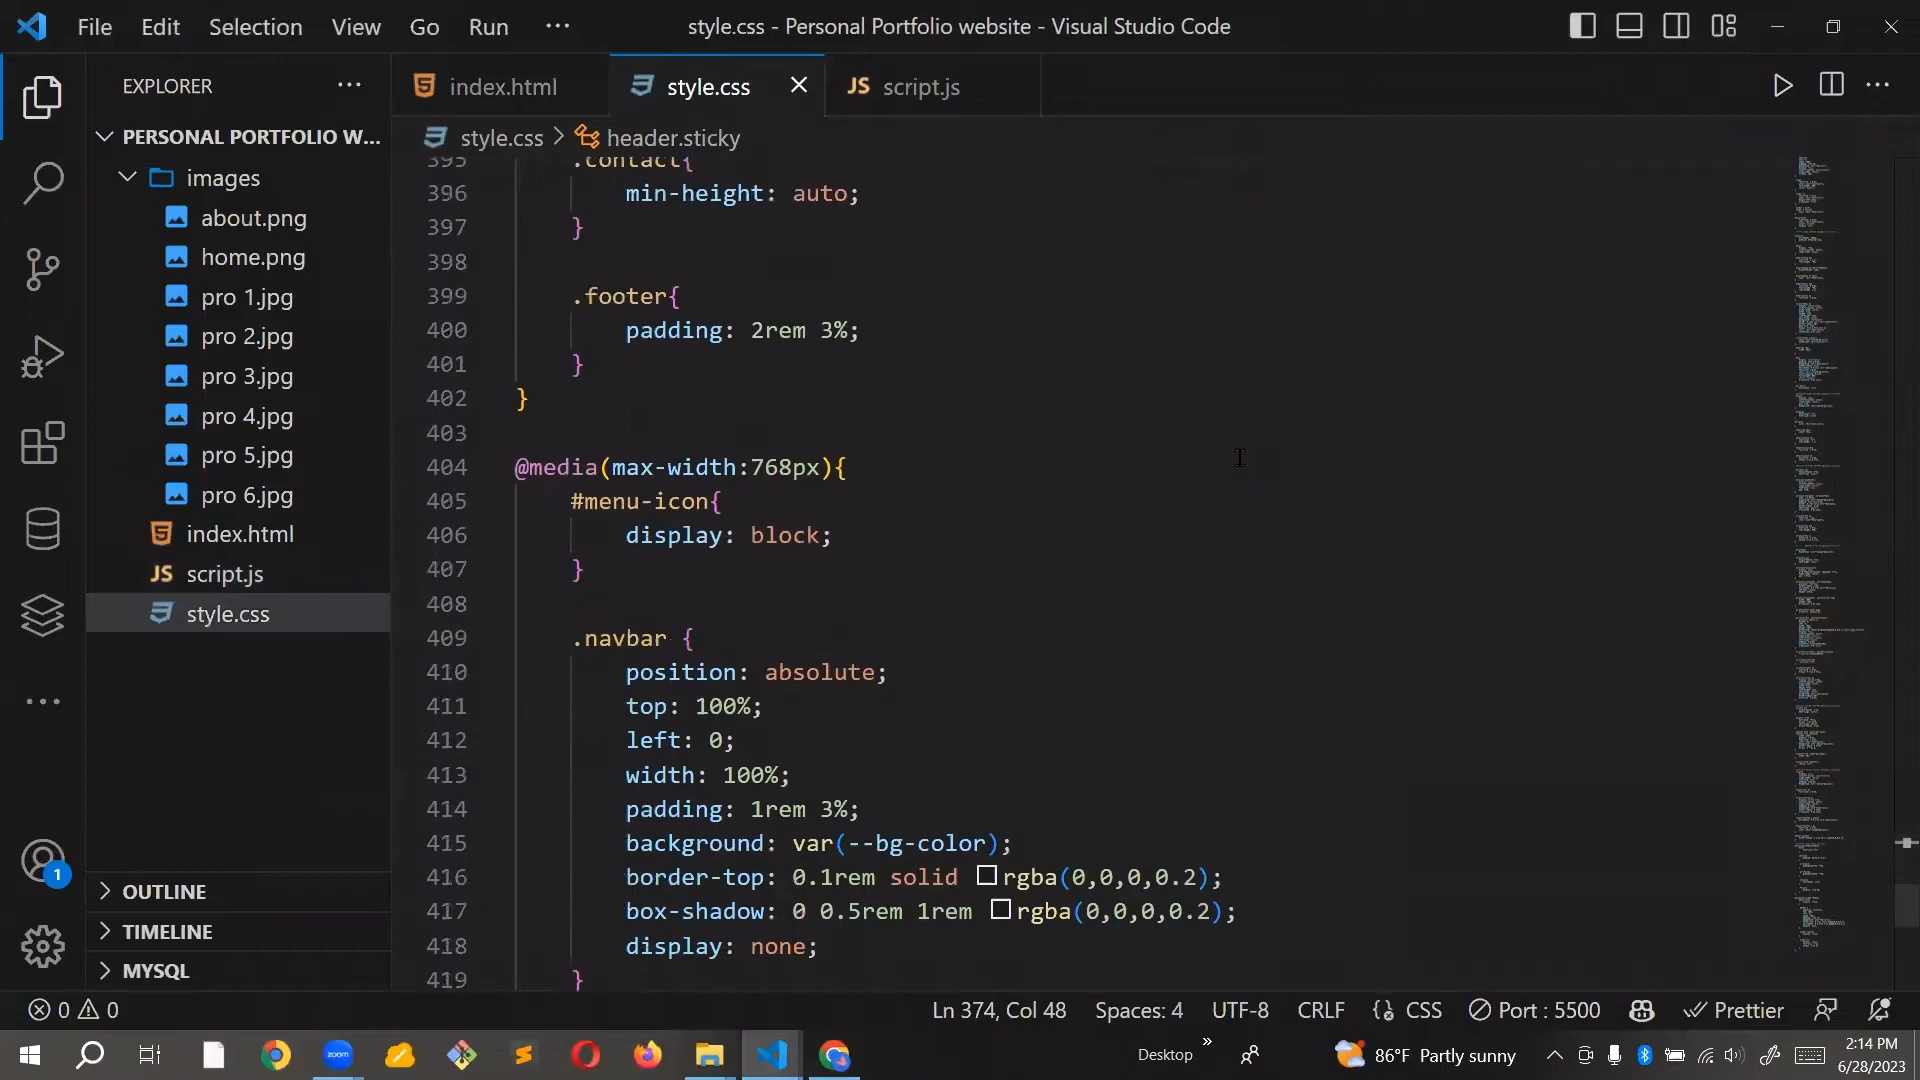 File Edit Selection View Go Run ···
style.css - Personal Portfolio website - Visual Studio Code
EXPLORER
PERSONAL PORTFOLIO W...
images
about.png
home.png
pro 1.jpg
pro 2.jpg
pro 3.jpg
pro 4.jpg
pro 5.jpg
pro 6.jpg
index.html
JS script.js
style.css
OUTLINE
TIMELINE
MYSQL
1
index.html
style.css
JS script.js
style.css > header.sticky
395 .contact{
396 min-height: auto;
397 }
398
399 .footer{
400 padding: 2rem 3%;
401 }
402 }
403
404 @media(max-width:768px){
405 #menu-icon{
406 display: block;
407 }
408
409 .navbar {
410 position: absolute;
411 top: 100%;
412 left: 0;
413 width: 100%;
414 padding: 1rem 3%;
415 background: var(--bg-color);
416 border-top: 0.1rem solid rgba(0,0,0,0.2);
417 box-shadow: 0 0.5rem 1rem rgba(0,0,0,0.2);
418 display: none;
419 }
0 0
Ln 374, Col 48 Spaces: 4 UTF-8 CRLF CSS Port : 5500 Prettier
zoom
Desktop
86°F Partly sunny
2:14 PM
6/28/2023